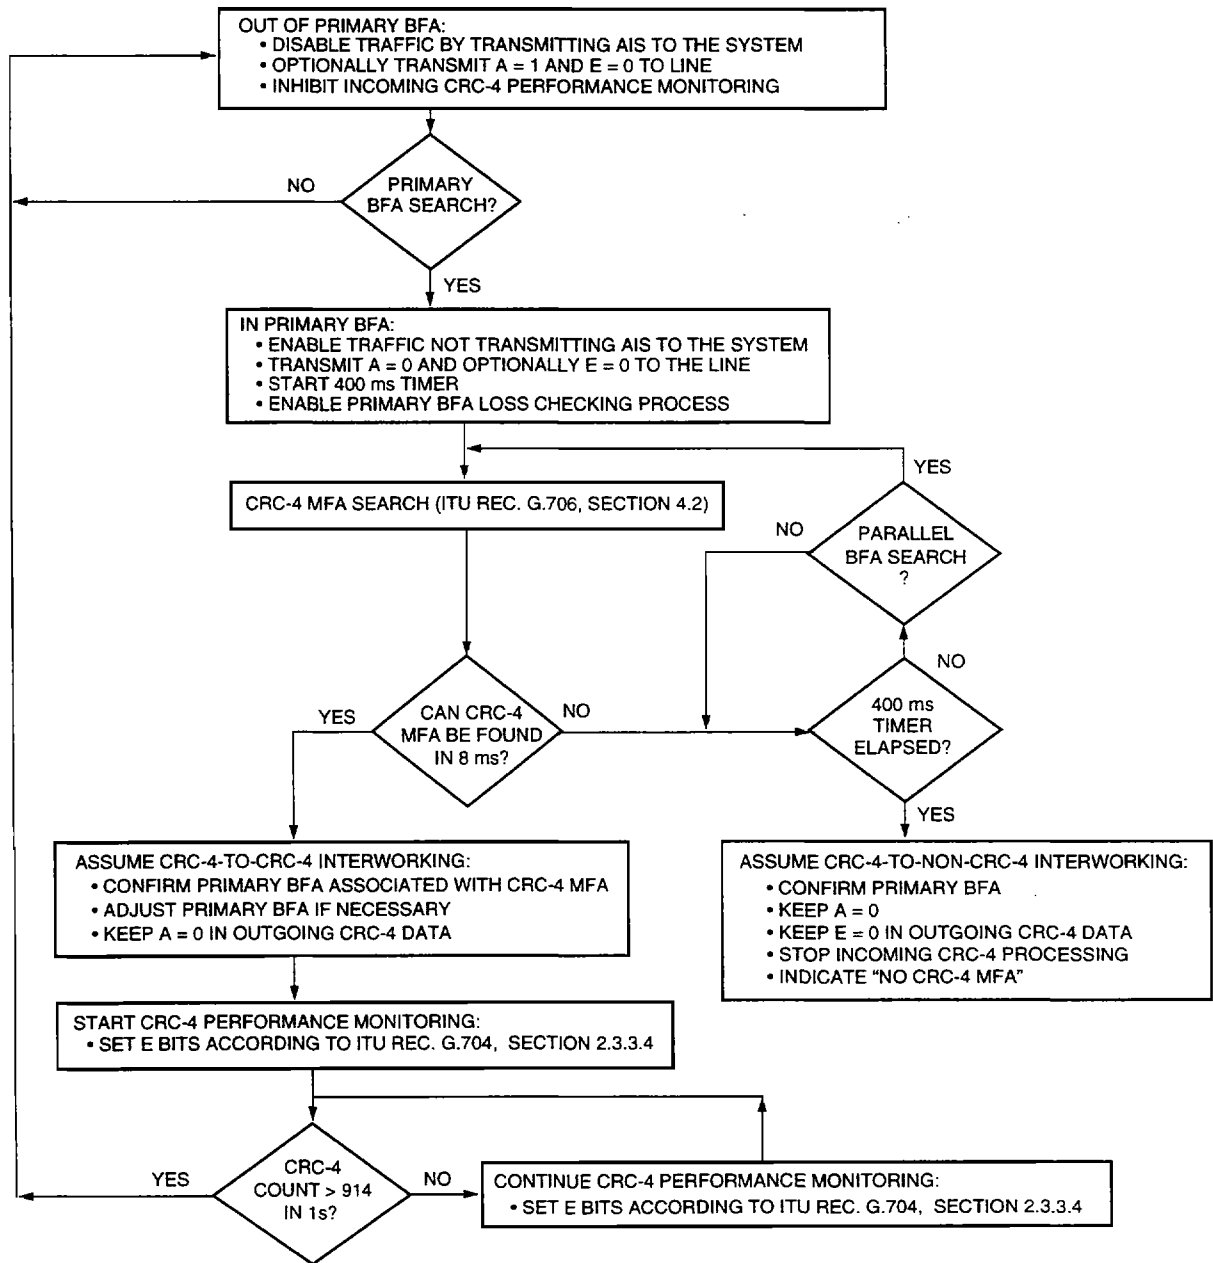 OUT OF PRIMARY BFA:
• DISABLE TRAFFIC BY TRANSMITTING AIS TO THE SYSTEM
• OPTIONALLY TRANSMIT A = 1 AND E = 0 TO LINE
• INHIBIT INCOMING CRC-4 PERFORMANCE MONITORING
NO
PRIMARY
BFA SEARCH?
YES
IN PRIMARY BFA:
• ENABLE TRAFFIC NOT TRANSMITTING AIS TO THE SYSTEM
• TRANSMIT A = 0 AND OPTIONALLY E = 0 TO THE LINE
• START 400 ms TIMER
• ENABLE PRIMARY BFA LOSS CHECKING PROCESS
YES
CRC-4 MFA SEARCH (ITU REC. G.706, SECTION 4.2)
NO
PARALLEL
BFA SEARCH
?
NO
YES
CAN CRC-4
MFA BE FOUND
IN 8 ms?
NO
400 ms
TIMER
ELAPSED?
YES
ASSUME CRC-4-TO-CRC-4 INTERWORKING:
• CONFIRM PRIMARY BFA ASSOCIATED WITH CRC-4 MFA
• ADJUST PRIMARY BFA IF NECESSARY
• KEEP A = 0 IN OUTGOING CRC-4 DATA
ASSUME CRC-4-TO-NON-CRC-4 INTERWORKING:
• CONFIRM PRIMARY BFA
• KEEP A = 0
• KEEP E = 0 IN OUTGOING CRC-4 DATA
• STOP INCOMING CRC-4 PROCESSING
• INDICATE “NO CRC-4 MFA”
START CRC-4 PERFORMANCE MONITORING:
• SET E BITS ACCORDING TO ITU REC. G.704, SECTION 2.3.3.4
YES
CRC-4
COUNT > 914
IN 1s?
NO
CONTINUE CRC-4 PERFORMANCE MONITORING:
• SET E BITS ACCORDING TO ITU REC. G.704, SECTION 2.3.3.4